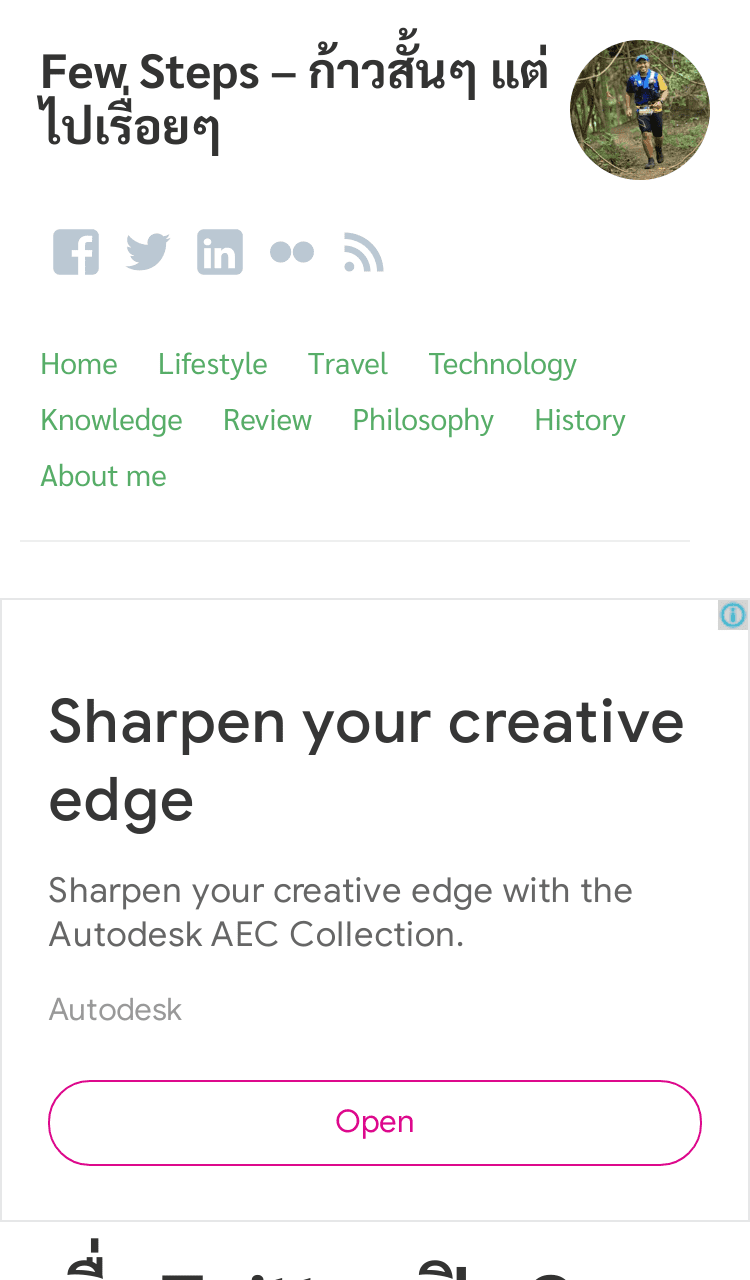 Few Steps – ก้าวสั้นๆ แต่
ไปเรื่อยๆ
Home Lifestyle Travel Technology
Knowledge Review Philosophy History
About me
Sharpen your creative
edge
Sharpen your creative edge with the
Autodesk AEC Collection.
Autodesk
Open